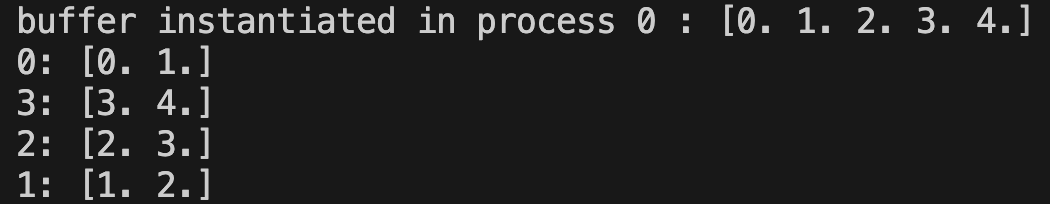 buffer instantiated in process 0 : [0. 1. 2. 3. 4.]
0: [0. 1.]
3: [3. 4.]
2: [2. 3.]
1: [1. 2.]